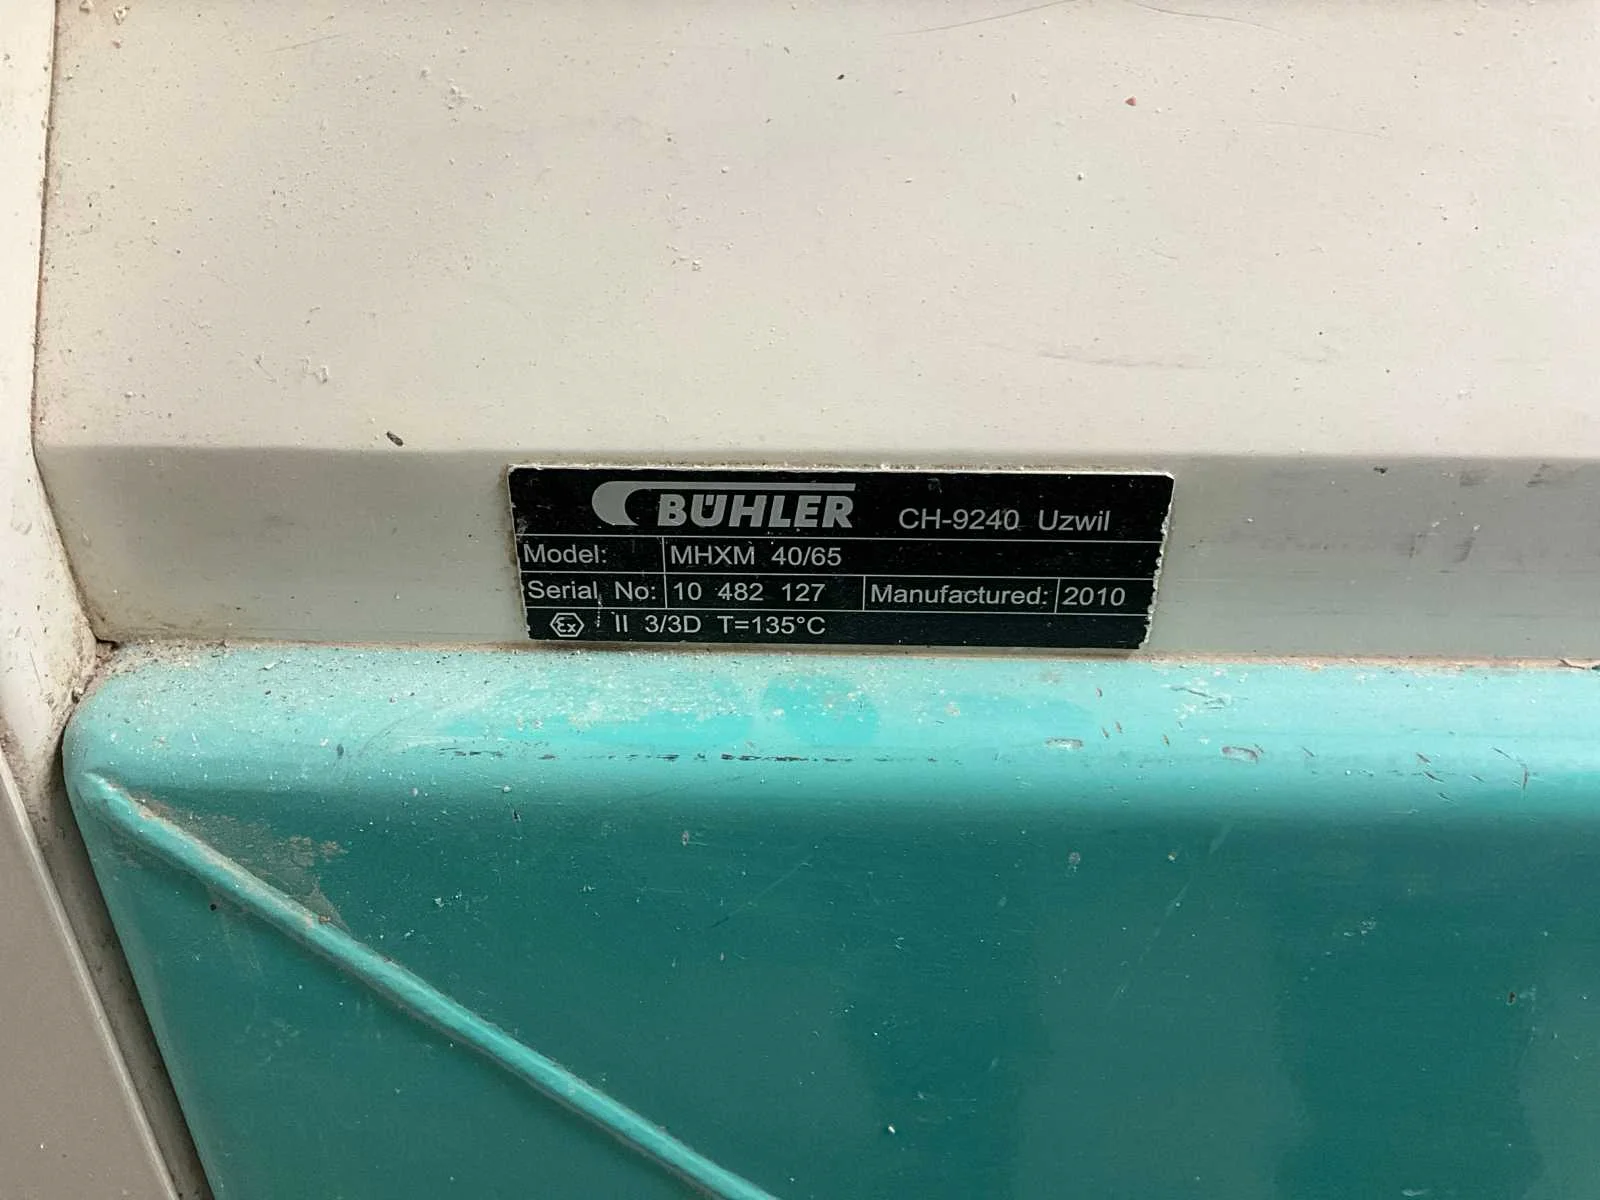 BÜHLER CH-9240 Uzwil
Model: MHXM 40/65
Serial No: 10 482 127 Manufactured: 2010
Ex II 3/3D T=135°C